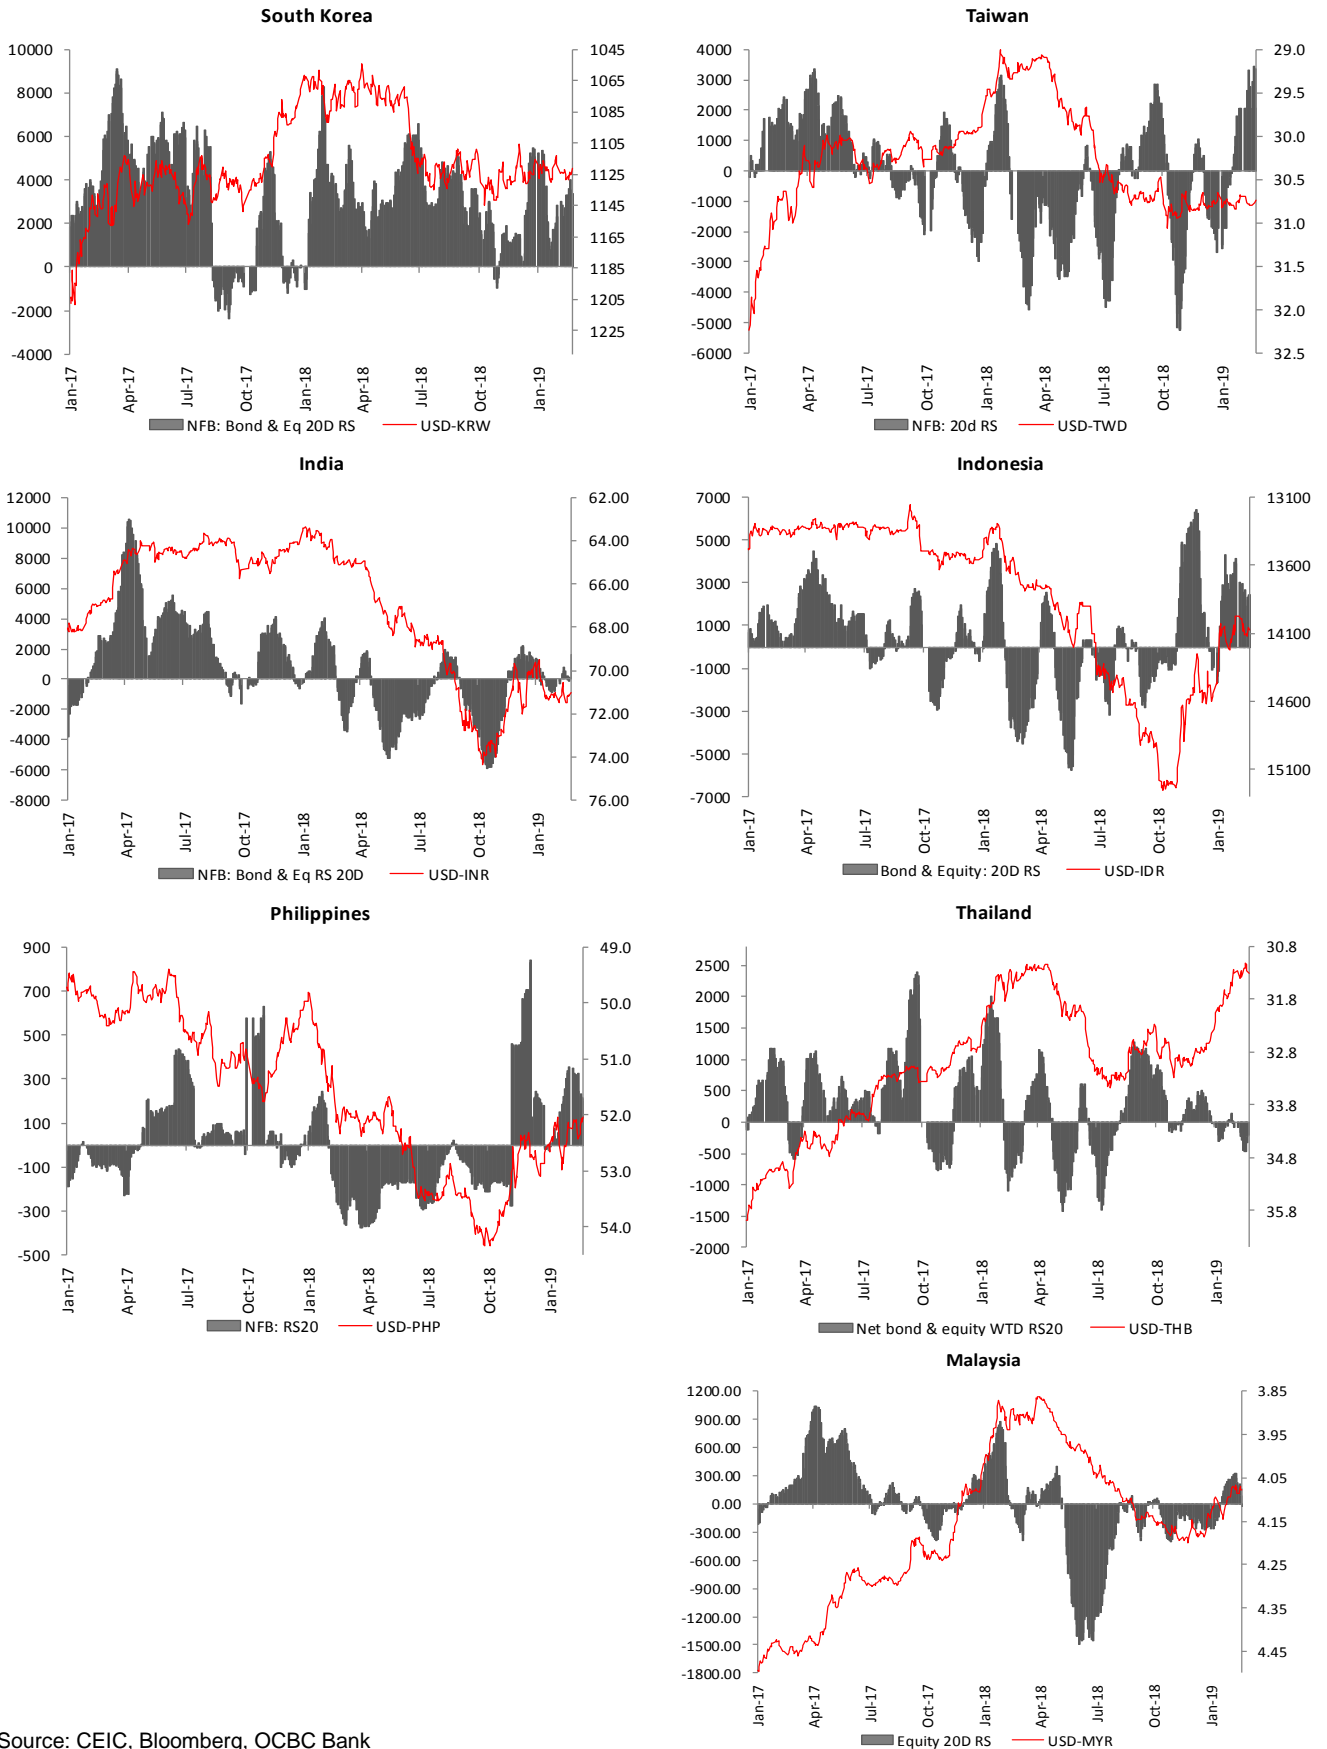 South Korea
10000
8000
6000
4000
2000
0
-2000
-4000
1045
1065
1085
1105
1125
1145
1165
1185
1205
1225
Jan-17
Apr-17
Jul-17
Oct-17
Jan-18
Apr-18
Jul-18
Oct-18
Jan-19
NFB: Bond & Eq 20D RS
USD-KRW
Taiwan
4000
3000
2000
1000
0
-1000
-2000
-3000
-4000
-5000
-6000
29.0
29.5
30.0
30.5
31.0
31.5
32.0
32.5
Jan-17
Apr-17
Jul-17
Oct-17
Jan-18
Apr-18
Jul-18
Oct-18
Jan-19
NFB: 20d RS
USD-TWD
India
12000
10000
8000
6000
4000
2000
0
-2000
-4000
-6000
-8000
62.00
64.00
66.00
68.00
70.00
72.00
74.00
76.00
Jan-17
Apr-17
Jul-17
Oct-17
Jan-18
Apr-18
Jul-18
Oct-18
Jan-19
NFB: Bond & Eq RS 20D
USD-INR
Indonesia
7000
5000
3000
1000
-1000
-3000
-5000
-7000
13100
13600
14100
14600
15100
Jan-17
Apr-17
Jul-17
Oct-17
Jan-18
Apr-18
Jul-18
Oct-18
Jan-19
Bond & Equity: 20D RS
USD-IDR
Philippines
900
700
500
300
100
-100
-300
-500
49.0
50.0
51.0
52.0
53.0
54.0
Jan-17
Apr-17
Jul-17
Oct-17
Jan-18
Apr-18
Jul-18
Oct-18
Jan-19
NFB: RS20
USD-PHP
Thailand
2500
2000
1500
1000
500
0
-500
-1000
-1500
-2000
30.8
31.8
32.8
33.8
34.8
35.8
Jan-17
Apr-17
Jul-17
Oct-17
Jan-18
Apr-18
Jul-18
Oct-18
Jan-19
Net bond & equity WTD RS20
USD-THB
Malaysia
1200.00
900.00
600.00
300.00
0.00
-300.00
-600.00
-900.00
-1200.00
-1500.00
-1800.00
3.85
3.95
4.05
4.15
4.25
4.35
4.45
Jan-17
Apr-17
Jul-17
Oct-17
Jan-18
Apr-18
Jul-18
Oct-18
Jan-19
Equity 20D RS
USD-MYR
Source: CEIC, Bloomberg, OCBC Bank